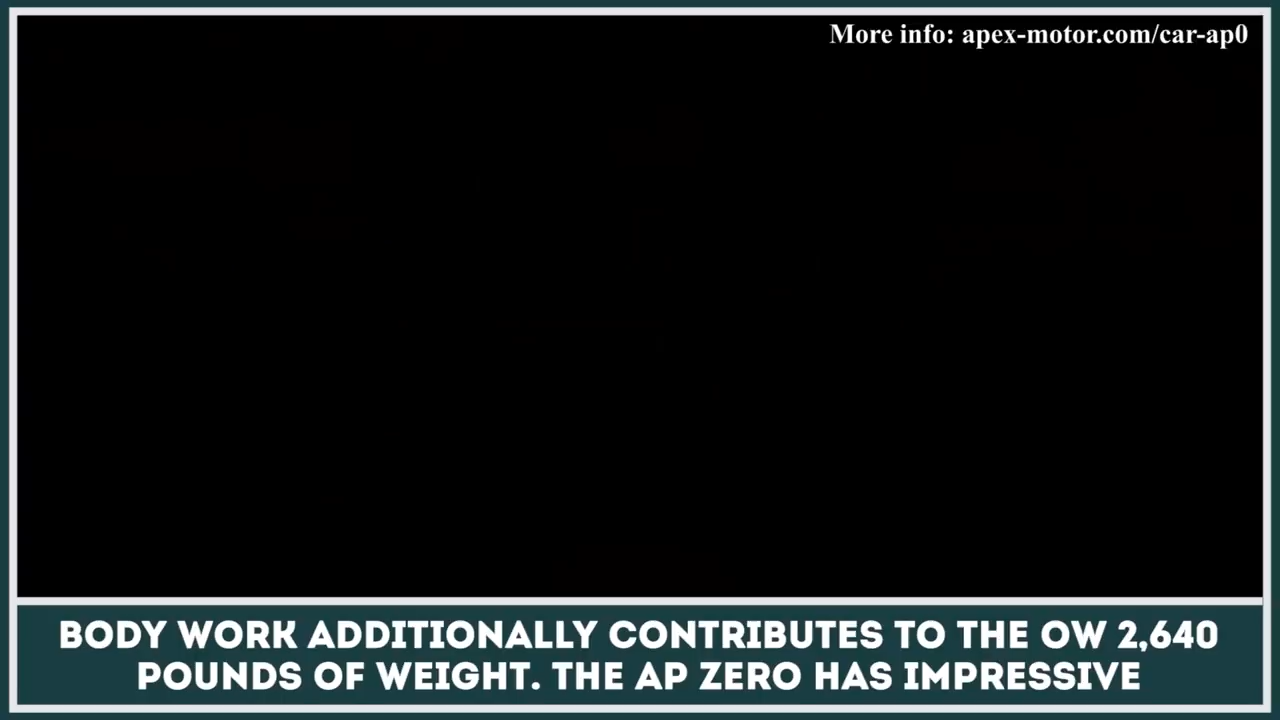 More info: apex-motor.com/car-ap0
BODY WORK ADDITIONALLY CONTRIBUTES TO THE OW 2,640
POUNDS OF WEIGHT. THE AP ZERO HAS IMPRESSIVE